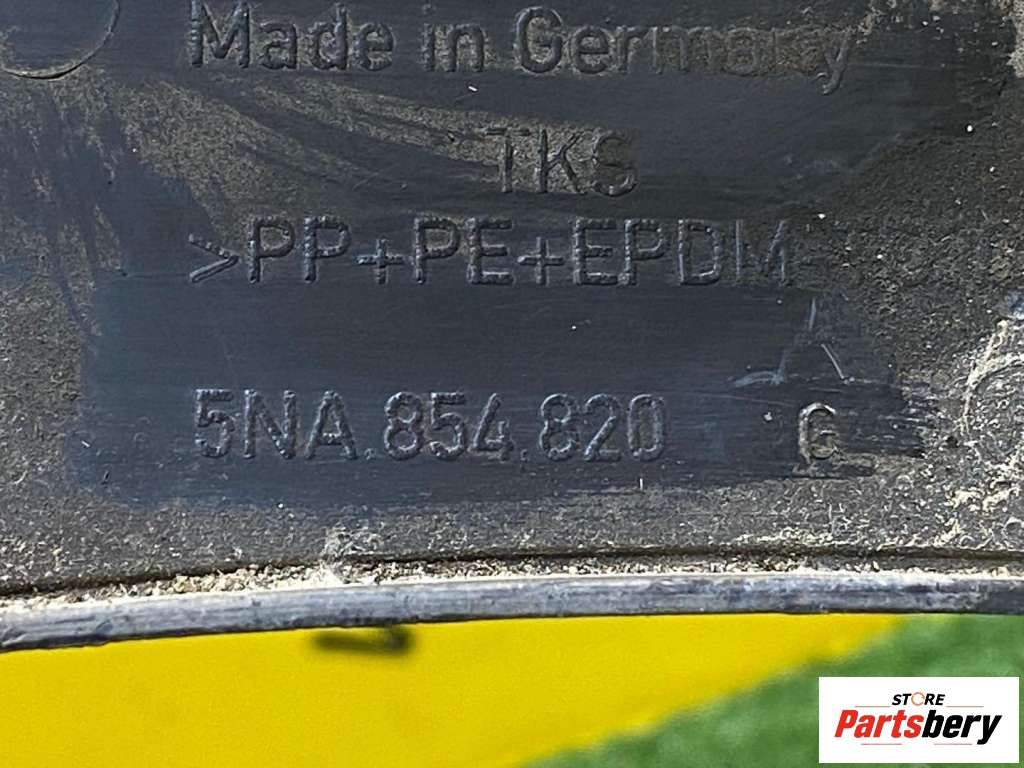 Made in Germany
TKS
>PP+PE+EPDM
5NA.854.820 G
STORE
Partsbery